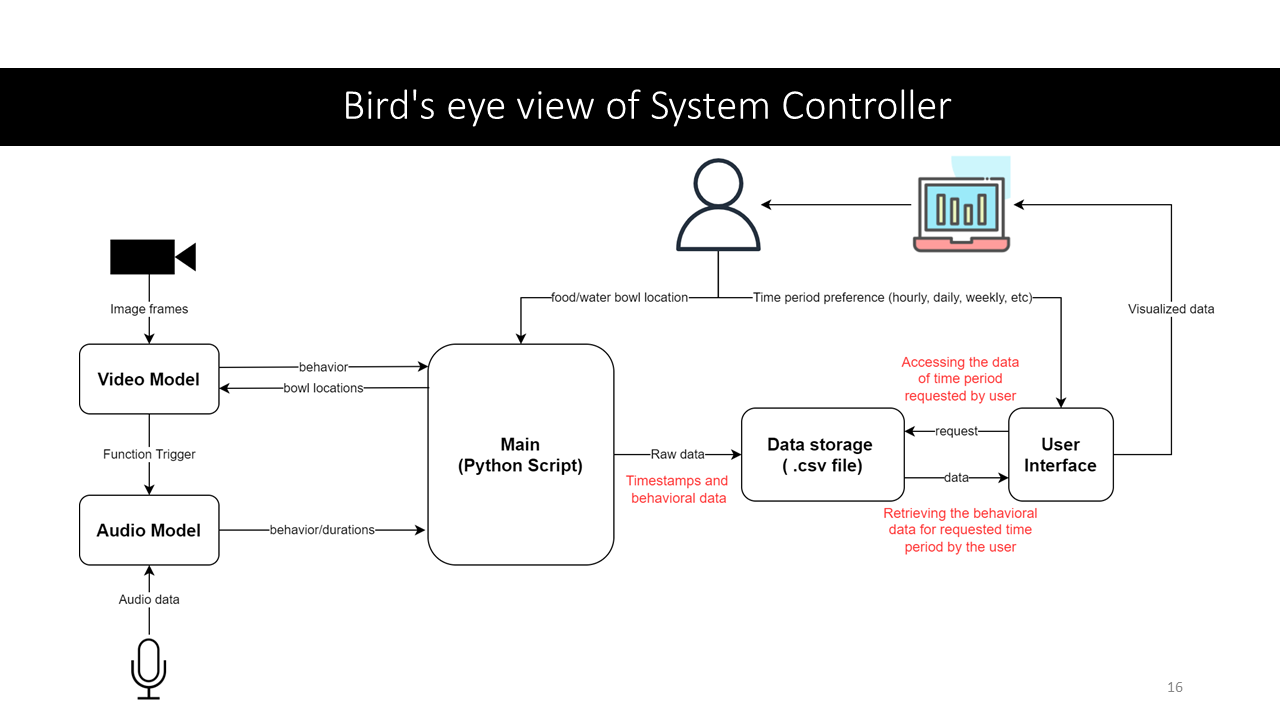 Bird's eye view of System Controller
food/water bowl location
Time period preference (hourly, daily, weekly, etc)
Image frames
Visualized data
Video Model
behavior
bowl locations
Accessing the data
of time period
requested by user
Function Trigger
Main
(Python Script)
Raw data
Timestamps and
behavioral data
Data storage
( .csv file)
request
data
User
Interface
Retrieving the behavioral
data for requested time
period by the user
Audio Model
behavior/durations
Audio data
16